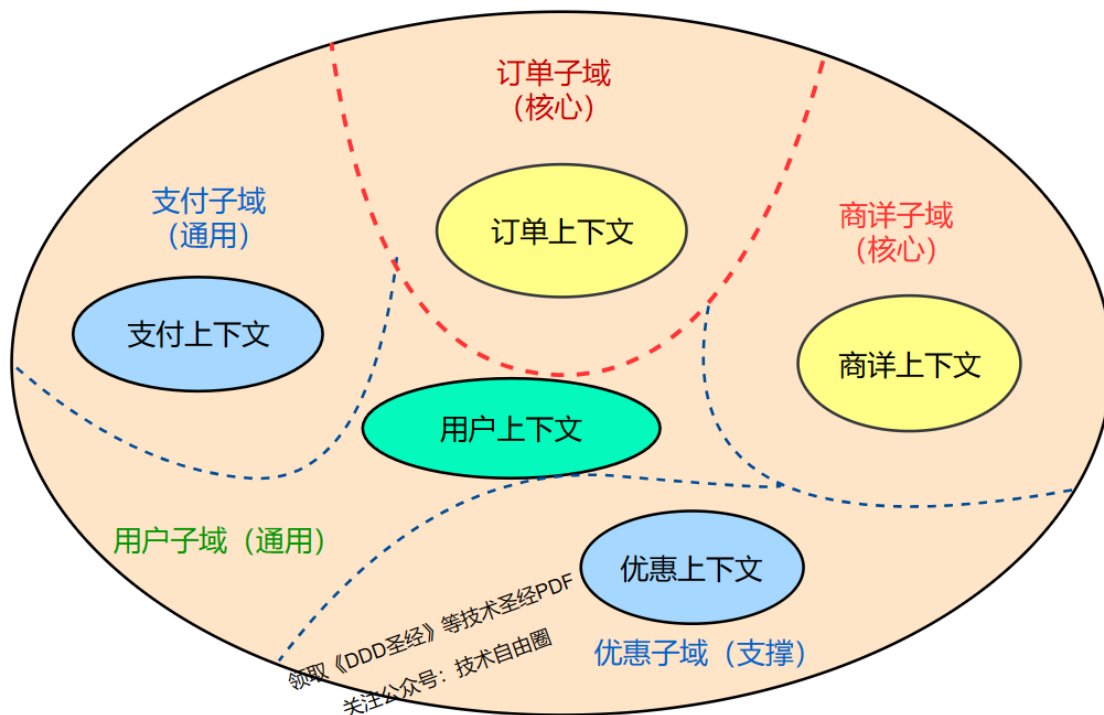 订单子域
（核心）
支付子域
（通用）
商详子域
（核心）
订单上下文
支付上下文
商详上下文
用户上下文
用户子域（通用）
优惠上下文
优惠子域（支撑）
领取《DDD圣经》等技术圣经PDF
关注公众号：技术自由圈